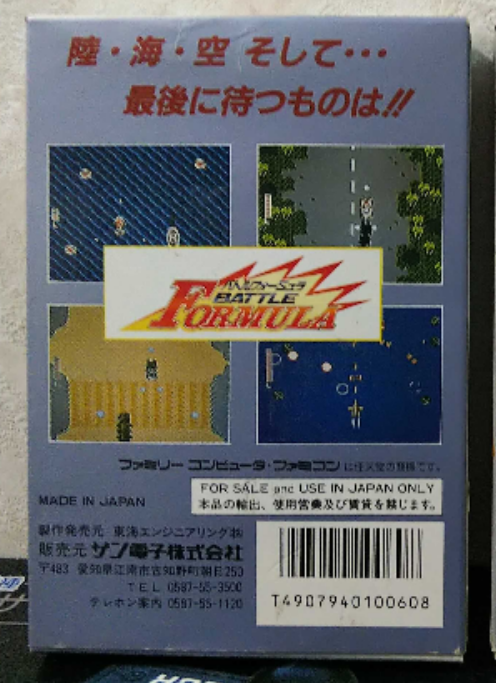 陸・海・空 そして・・・
最後に待つものは!!
バトルフォーミュラ
BATTLE
FORMULA
ファミリー コンピュータ・ファミコン は任天堂の商標です。
FOR SALE and USE IN JAPAN ONLY
本品の輸出、使用営業及び賃貸を禁じます。
MADE IN JAPAN
製作発売元 東海エンジニアリング㈱
販売元 サン電子株式会社
〒483 愛知県江南市古知野町朝日250
TEL 0587-55-3500
テレホン案内 0587-55-1120
T4907940100608